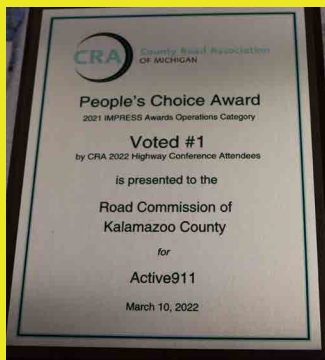 CRA County Road Association
OF MICHIGAN
People's Choice Award
2021 IMPRESS Awards Operations Category
Voted #1
by CRA 2022 Highway Conference Attendees
is presented to the
Road Commission of
Kalamazoo County
for
Active911
March 10, 2022